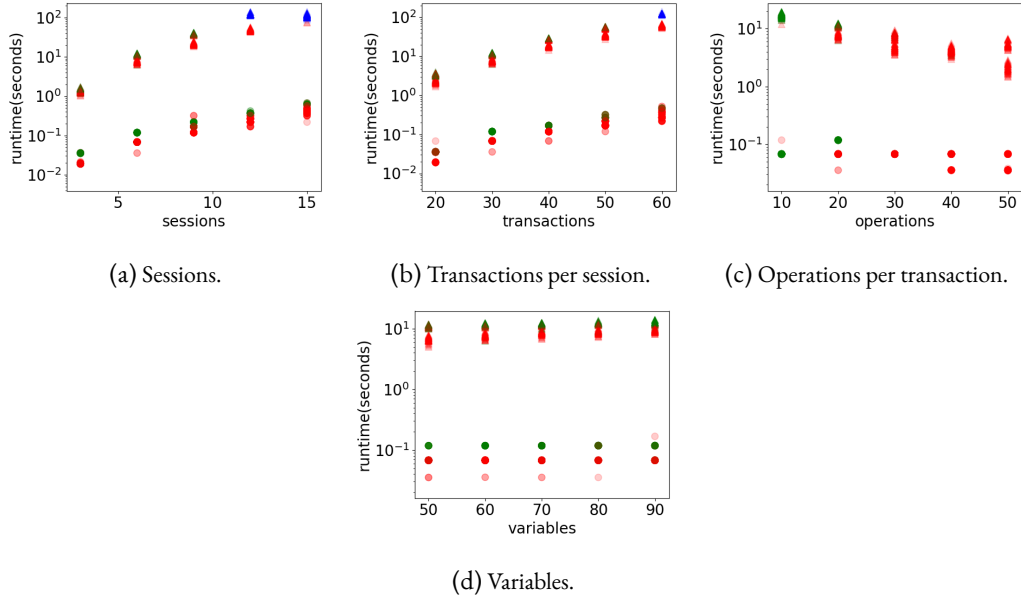 runtime(seconds)
10²
10¹
10⁰
10⁻¹
10⁻²
5
10
15
sessions
(a) Sessions.
runtime(seconds)
10²
10¹
10⁰
10⁻¹
10⁻²
20
30
40
50
60
transactions
(b) Transactions per session.
runtime(seconds)
10¹
10⁰
10⁻¹
10
20
30
40
50
operations
(c) Operations per transaction.
runtime(seconds)
10¹
10⁰
10⁻¹
50
60
70
80
90
variables
(d) Variables.